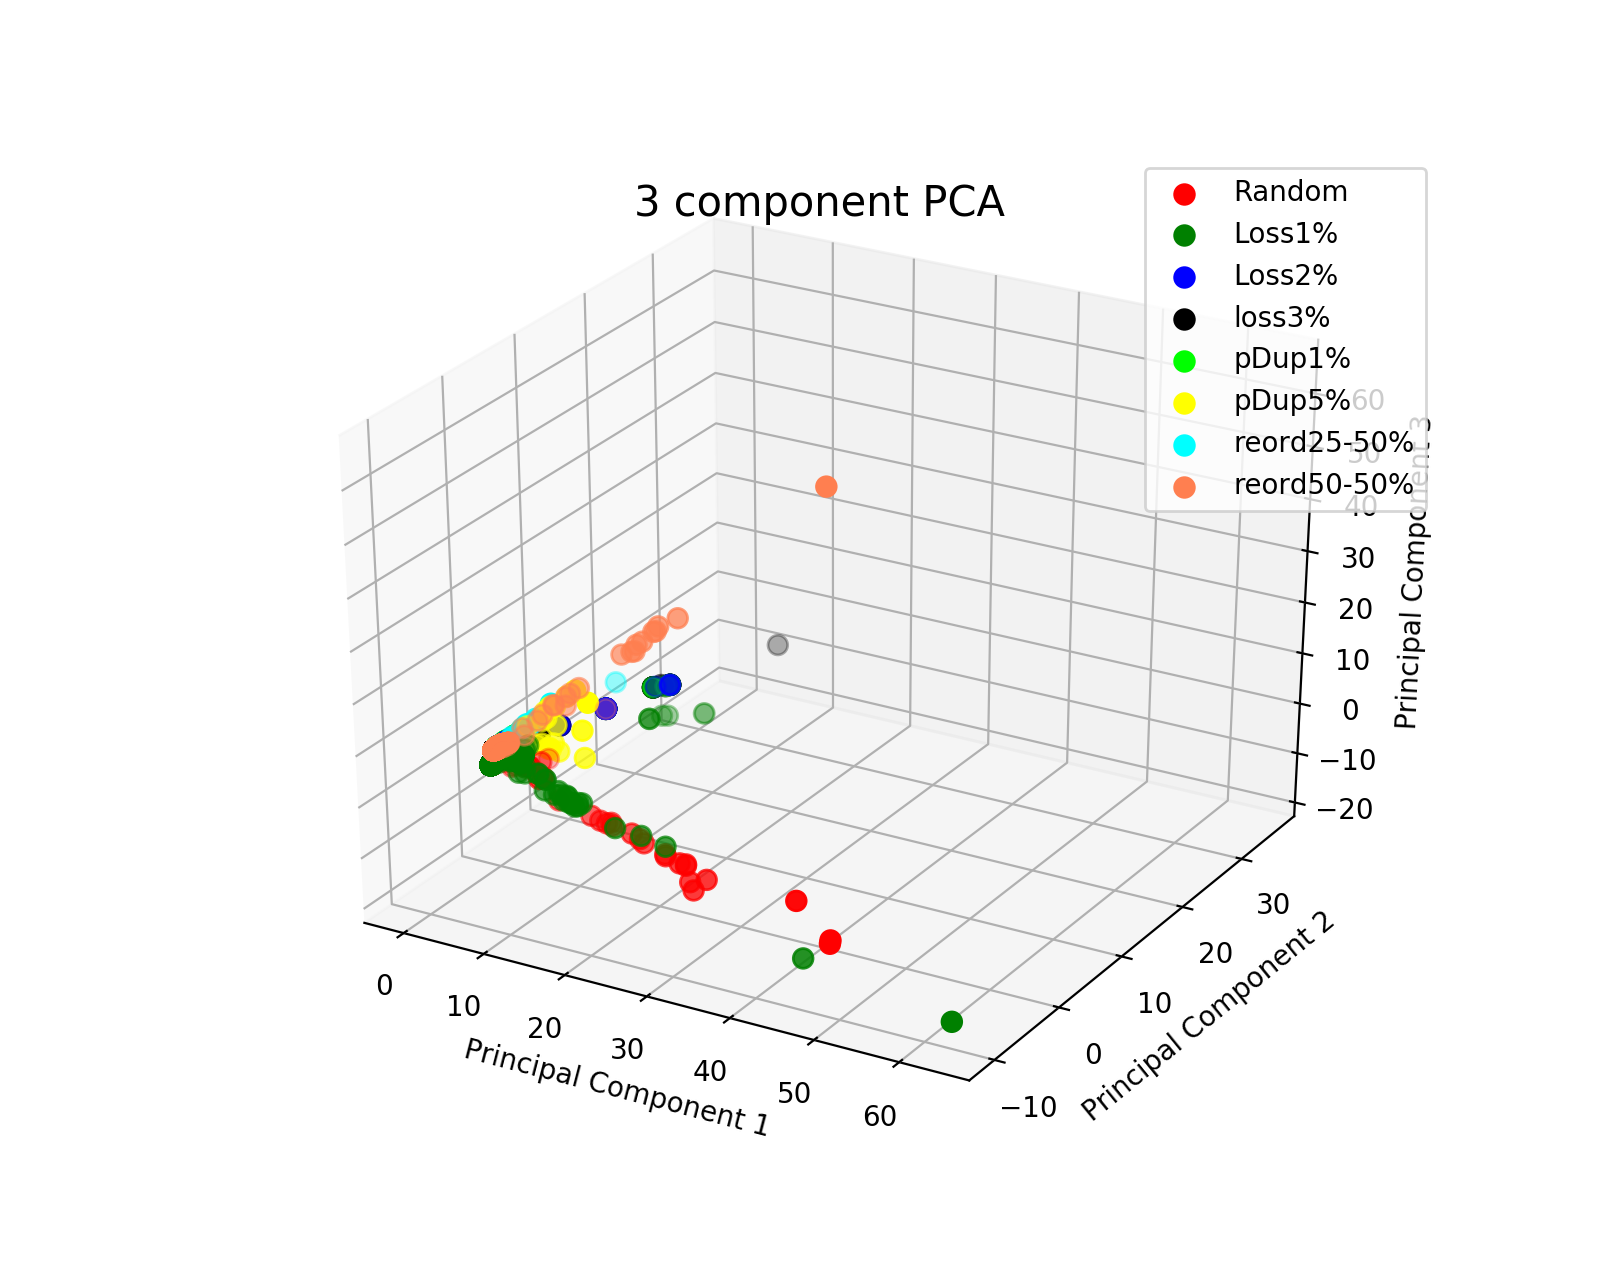 3 component PCA
Random
Loss1%
Loss2%
loss3%
pDup1%
pDup5%
reord25-50%
reord50-50%
60
50
40
30
20
10
0
−10
−20
Principal Component 3
0
10
20
30
40
50
60
Principal Component 1
−10
0
10
20
30
Principal Component 2